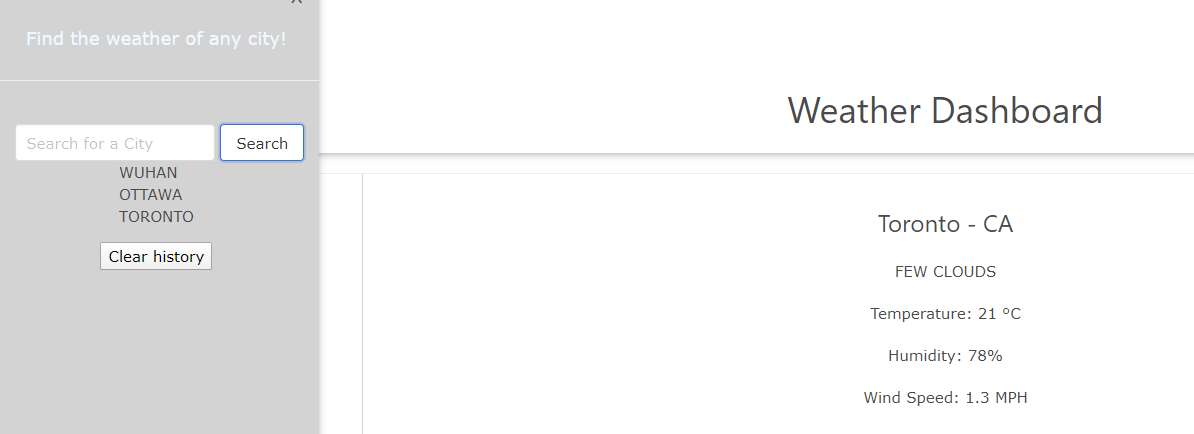 X
Find the weather of any city!
Search for a City
Search
WUHAN
OTTAWA
TORONTO
Clear history
Weather Dashboard
Toronto - CA
FEW CLOUDS
Temperature: 21 °C
Humidity: 78%
Wind Speed: 1.3 MPH